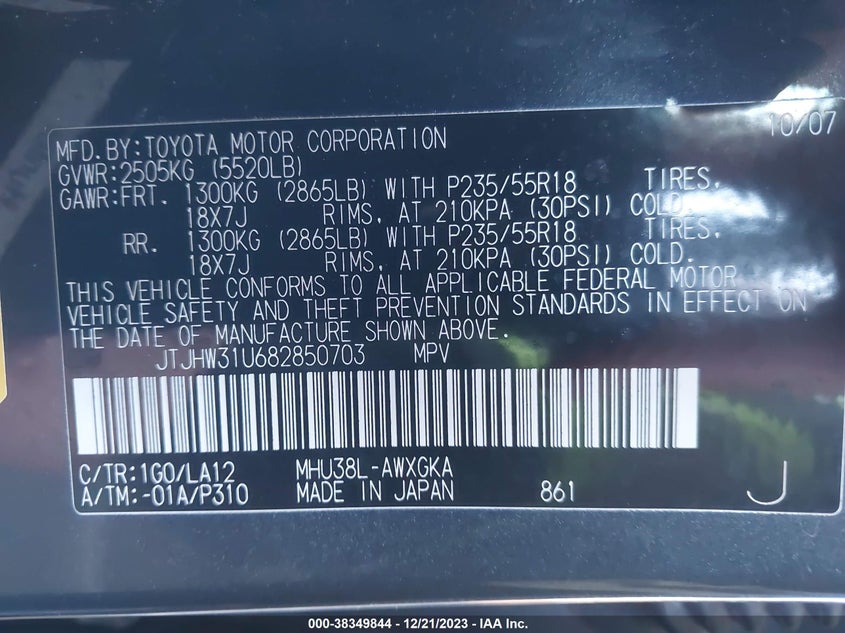 10/07
MFD.BY:TOYOTA MOTOR CORPORATION
GVWR:2505KG (5520LB)
GAWR:FRT. 1300KG (2865LB) WITH P235/55R18 TIRES,
18X7J RIMS, AT 210KPA (30PSI) COLD.
RR. 1300KG (2865LB) WITH P235/55R18 TIRES,
18X7J RIMS, AT 210KPA (30PSI) COLD.
THIS VEHICLE CONFORMS TO ALL APPLICABLE FEDERAL MOTOR
VEHICLE SAFETY AND THEFT PREVENTION STANDARDS IN EFFECT ON
THE DATE OF MANUFACTURE SHOWN ABOVE.
JTJHW31U682850703 MPV
C/TR:1G0/LA12 MHU38L-AWXGKA
A/TM:-01A/P310 MADE IN JAPAN 861 J
000-38349844 - 12/21/2023 - IAA Inc.